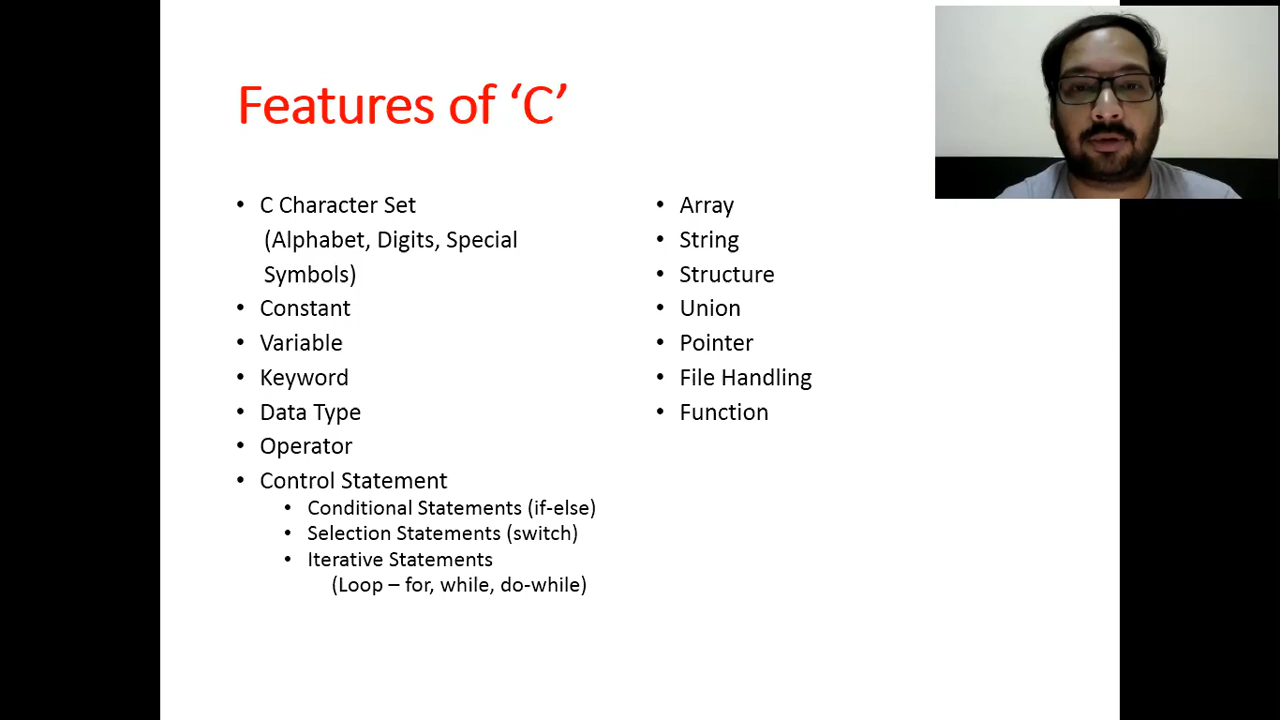 Features of ‘C’
• C Character Set
(Alphabet, Digits, Special
Symbols)
• Constant
• Variable
• Keyword
• Data Type
• Operator
• Control Statement
• Conditional Statements (if-else)
• Selection Statements (switch)
• Iterative Statements
(Loop – for, while, do-while)
• Array
• String
• Structure
• Union
• Pointer
• File Handling
• Function